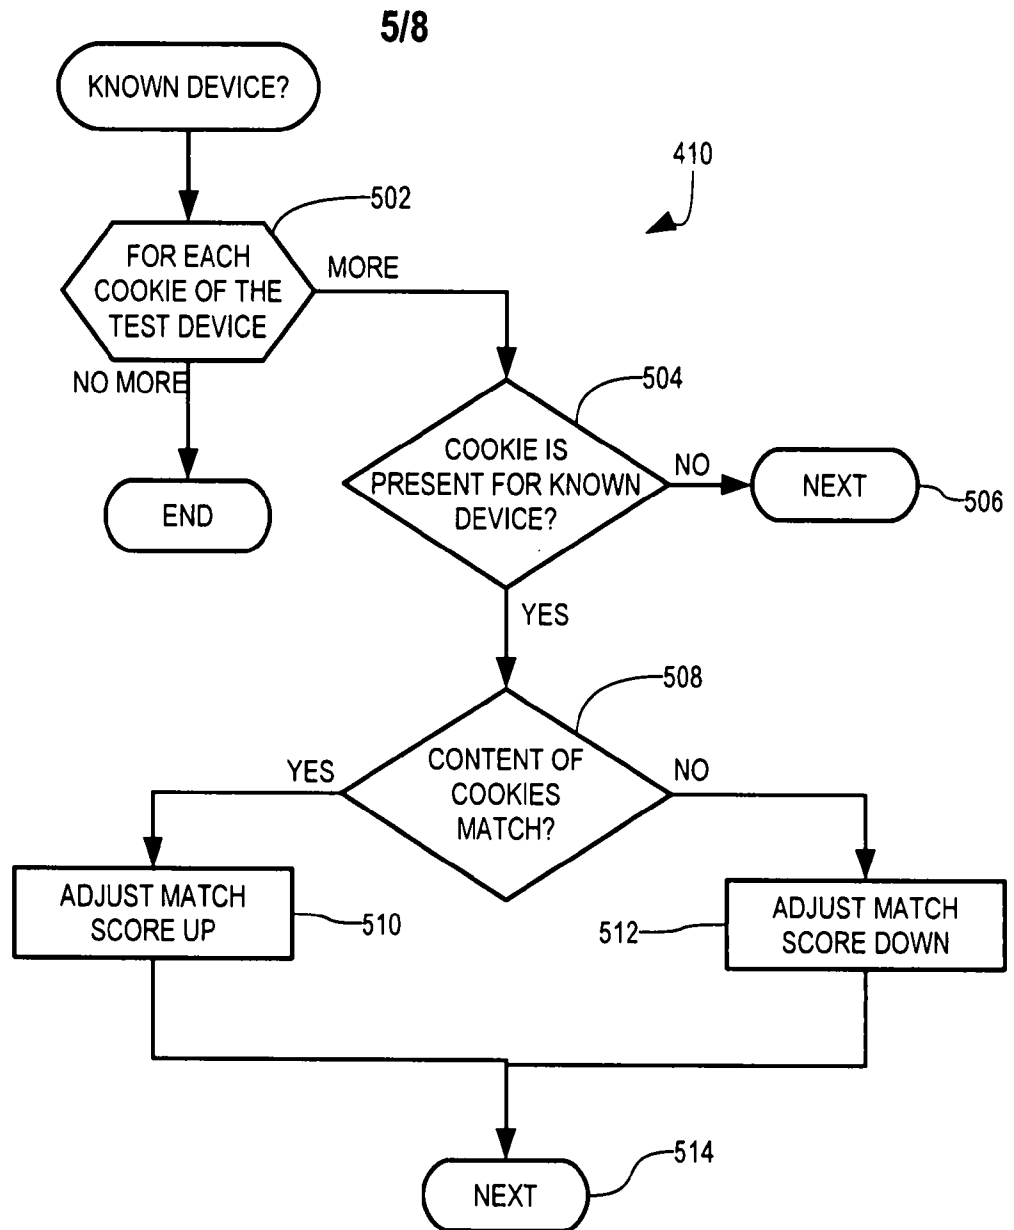 5/8
KNOWN DEVICE?
410
502
FOR EACH
COOKIE OF THE
TEST DEVICE
MORE
NO MORE
504
COOKIE IS
PRESENT FOR KNOWN
DEVICE?
NO
NEXT
506
END
YES
508
CONTENT OF
COOKIES
MATCH?
YES
NO
ADJUST MATCH
SCORE UP
510
512
ADJUST MATCH
SCORE DOWN
514
NEXT